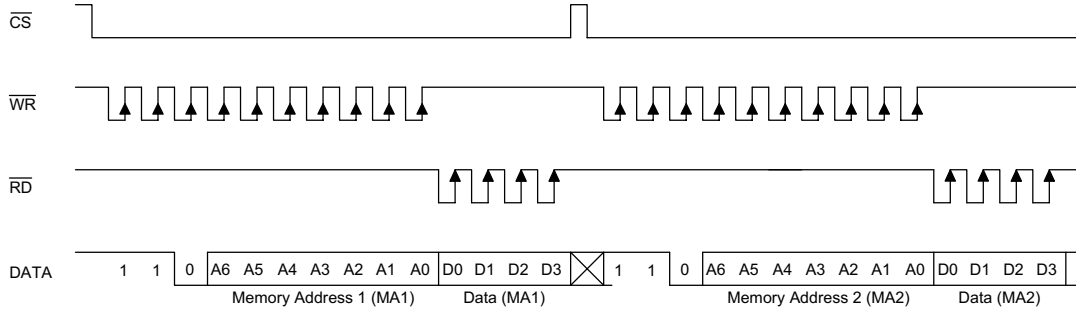 CS
WR
RD
DATA 1 1 0 A6 A5 A4 A3 A2 A1 A0 D0 D1 D2 D3 1 1 0 A6 A5 A4 A3 A2 A1 A0 D0 D1 D2 D3
Memory Address 1 (MA1) Data (MA1) Memory Address 2 (MA2) Data (MA2)